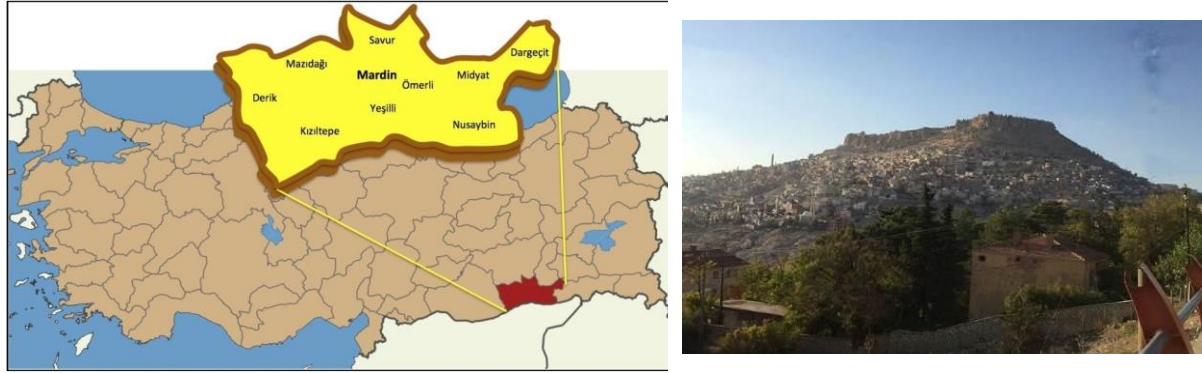 Savur
Dargeçit
Mazıdağı
Mardin
Midyat
Ömerli
Derik
Yeşilli
Kızıltepe
Nusaybin